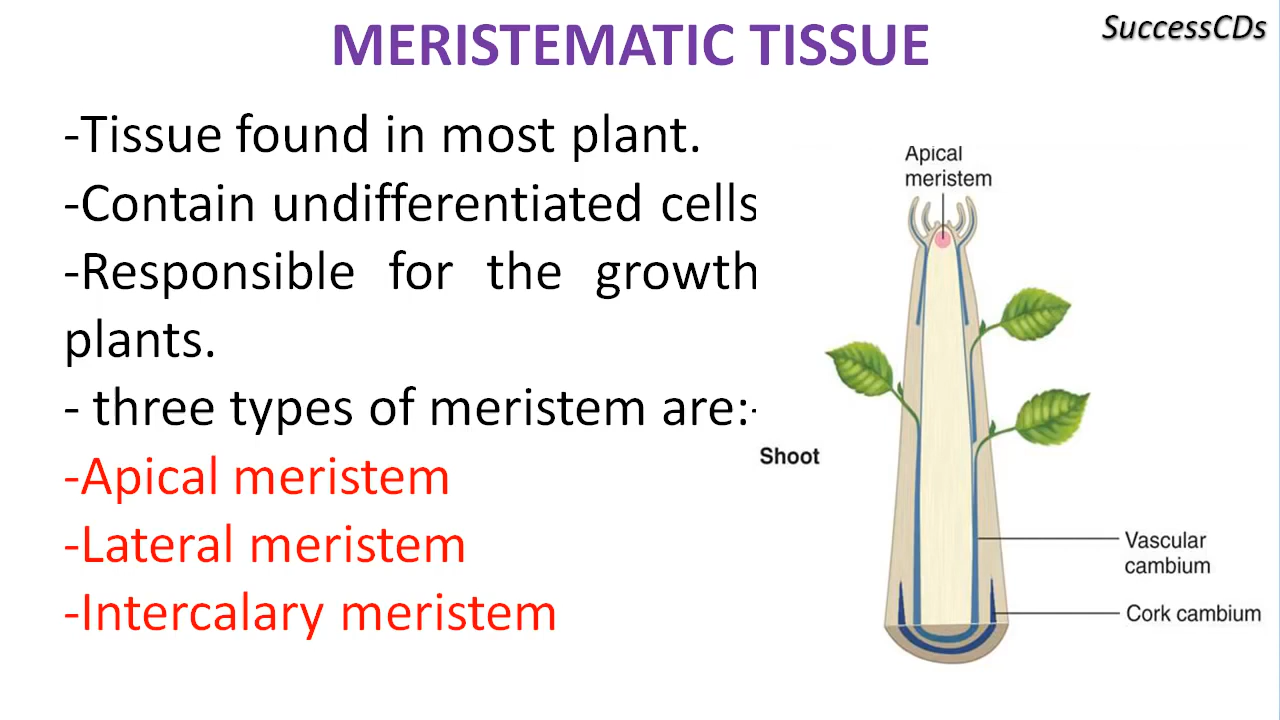 SuccessCDs
MERISTEMATIC TISSUE
-Tissue found in most plant.
-Contain undifferentiated cells
-Responsible for the growth
plants.
- three types of meristem are:-
-Apical meristem
-Lateral meristem
-Intercalary meristem
Apical
meristem
Shoot
Vascular
cambium
Cork cambium